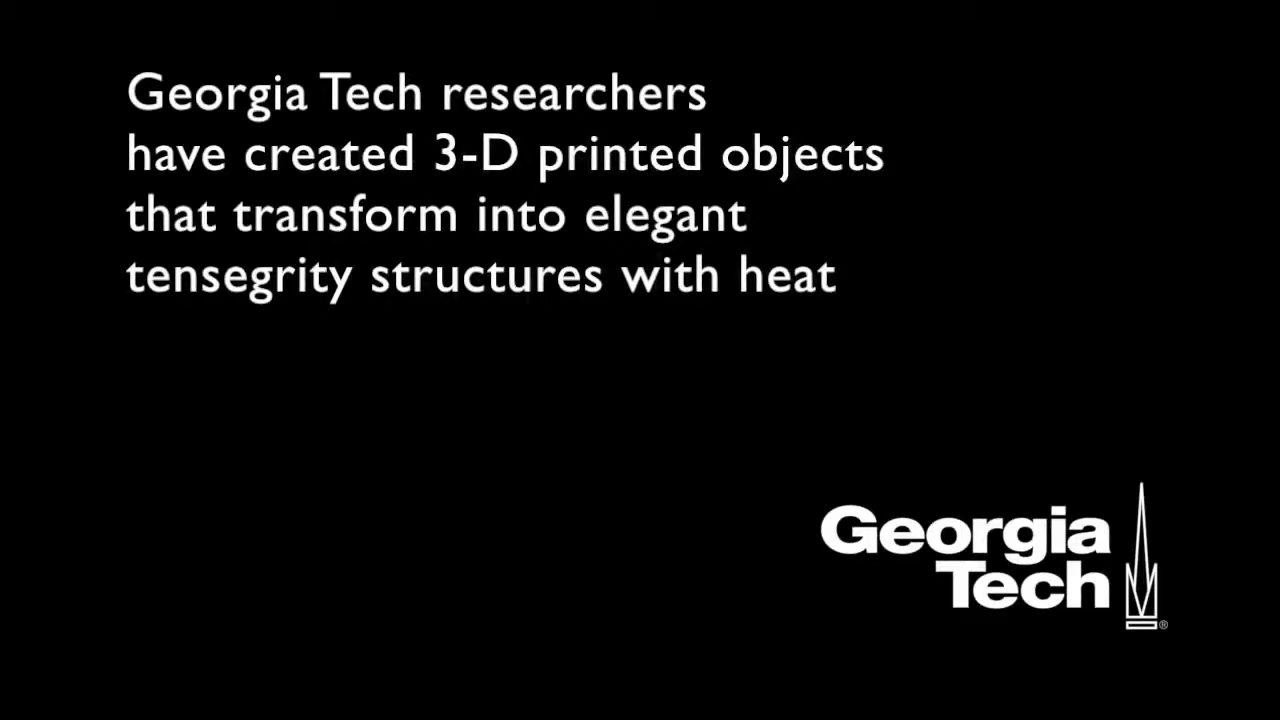 Georgia Tech researchers
have created 3-D printed objects
that transform into elegant
tensegrity structures with heat
Georgia
Tech
®